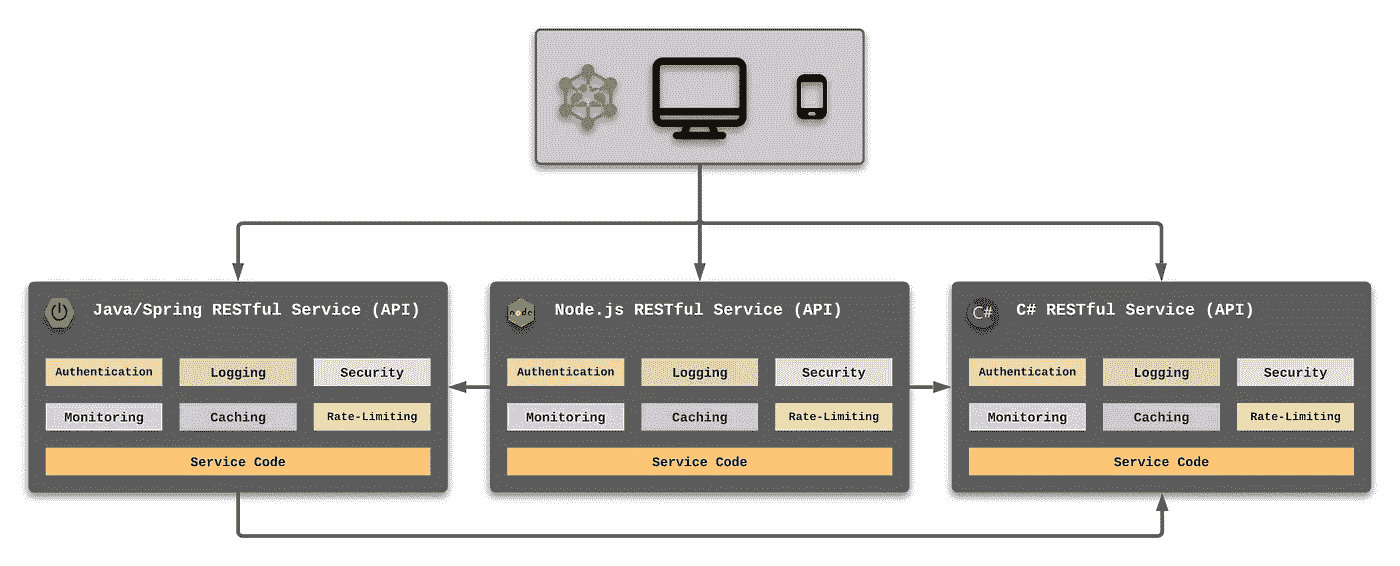 Java/Spring RESTful Service (API)
Authentication
Logging
Security
Monitoring
Caching
Rate-Limiting
Service Code
node
Node.js RESTful Service (API)
Authentication
Logging
Security
Monitoring
Caching
Rate-Limiting
Service Code
C#
C# RESTful Service (API)
Authentication
Logging
Security
Monitoring
Caching
Rate-Limiting
Service Code